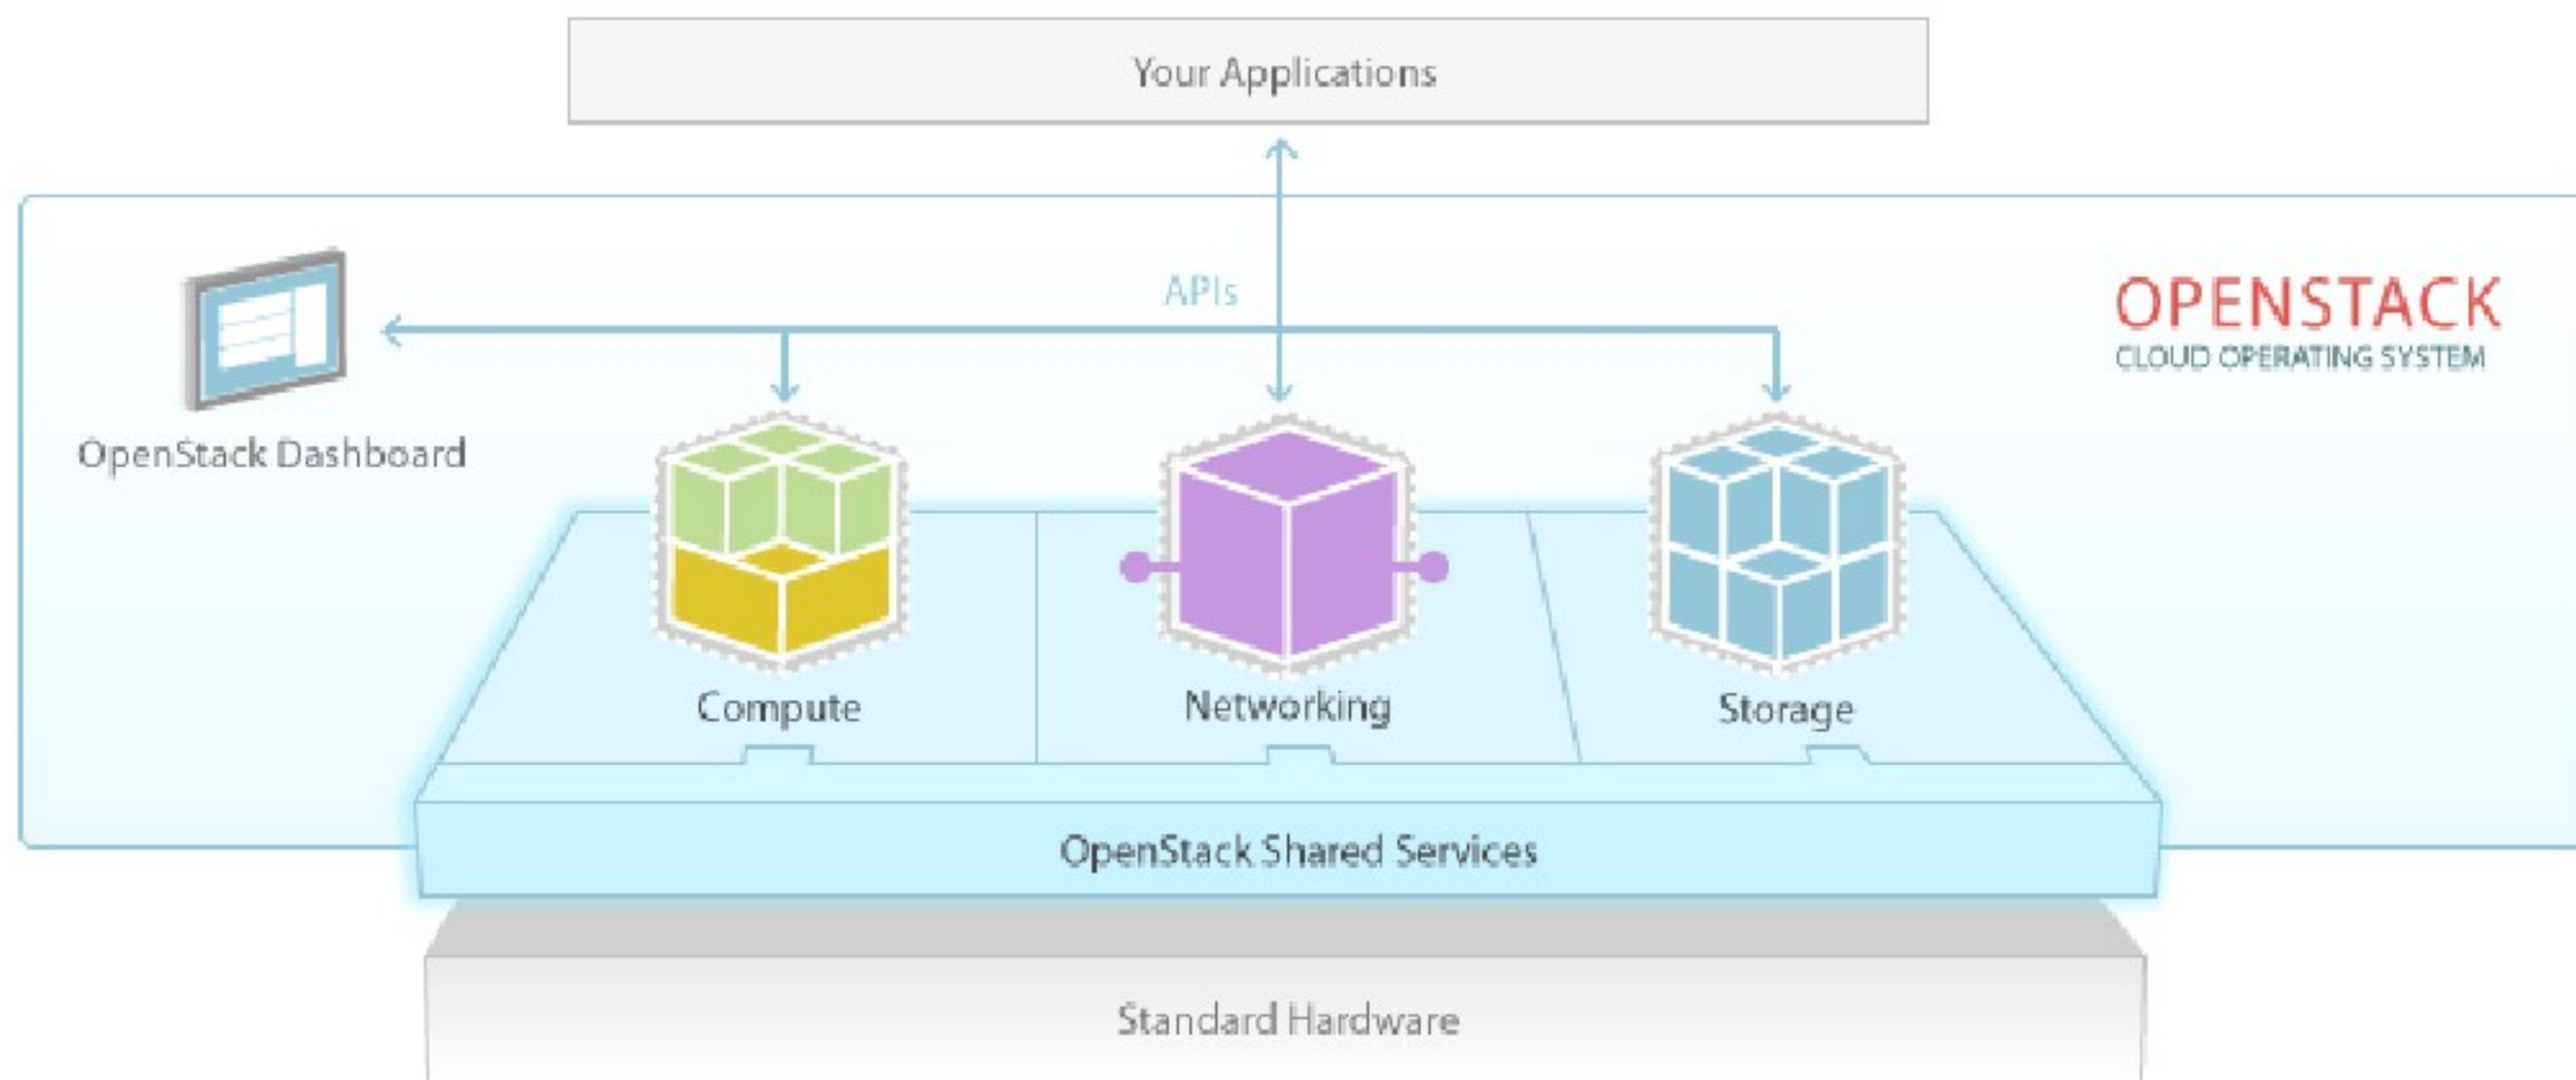 Your Applications
APIs
OPENSTACK
CLOUD OPERATING SYSTEM
OpenStack Dashboard
Compute
Networking
Storage
OpenStack Shared Services
Standard Hardware